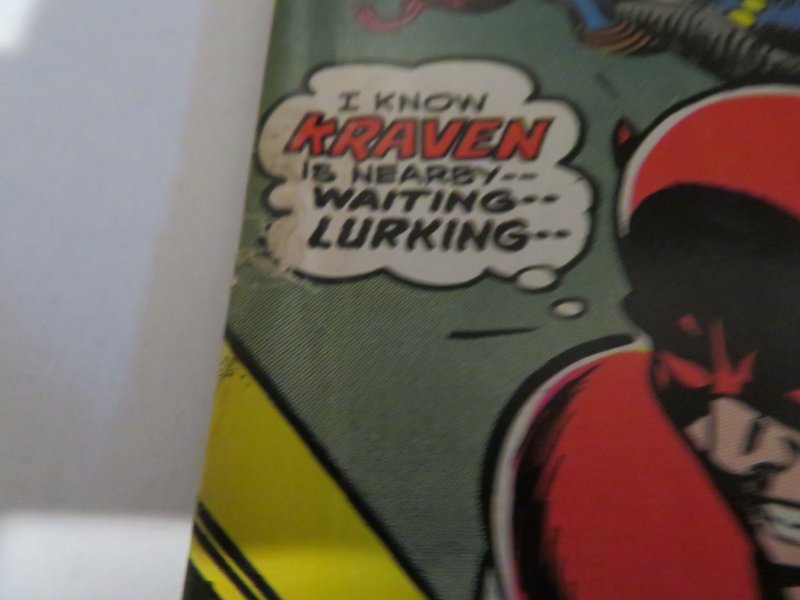 I KNOW
KRAVEN
IS NEARBY--
WAITING--
LURKING--